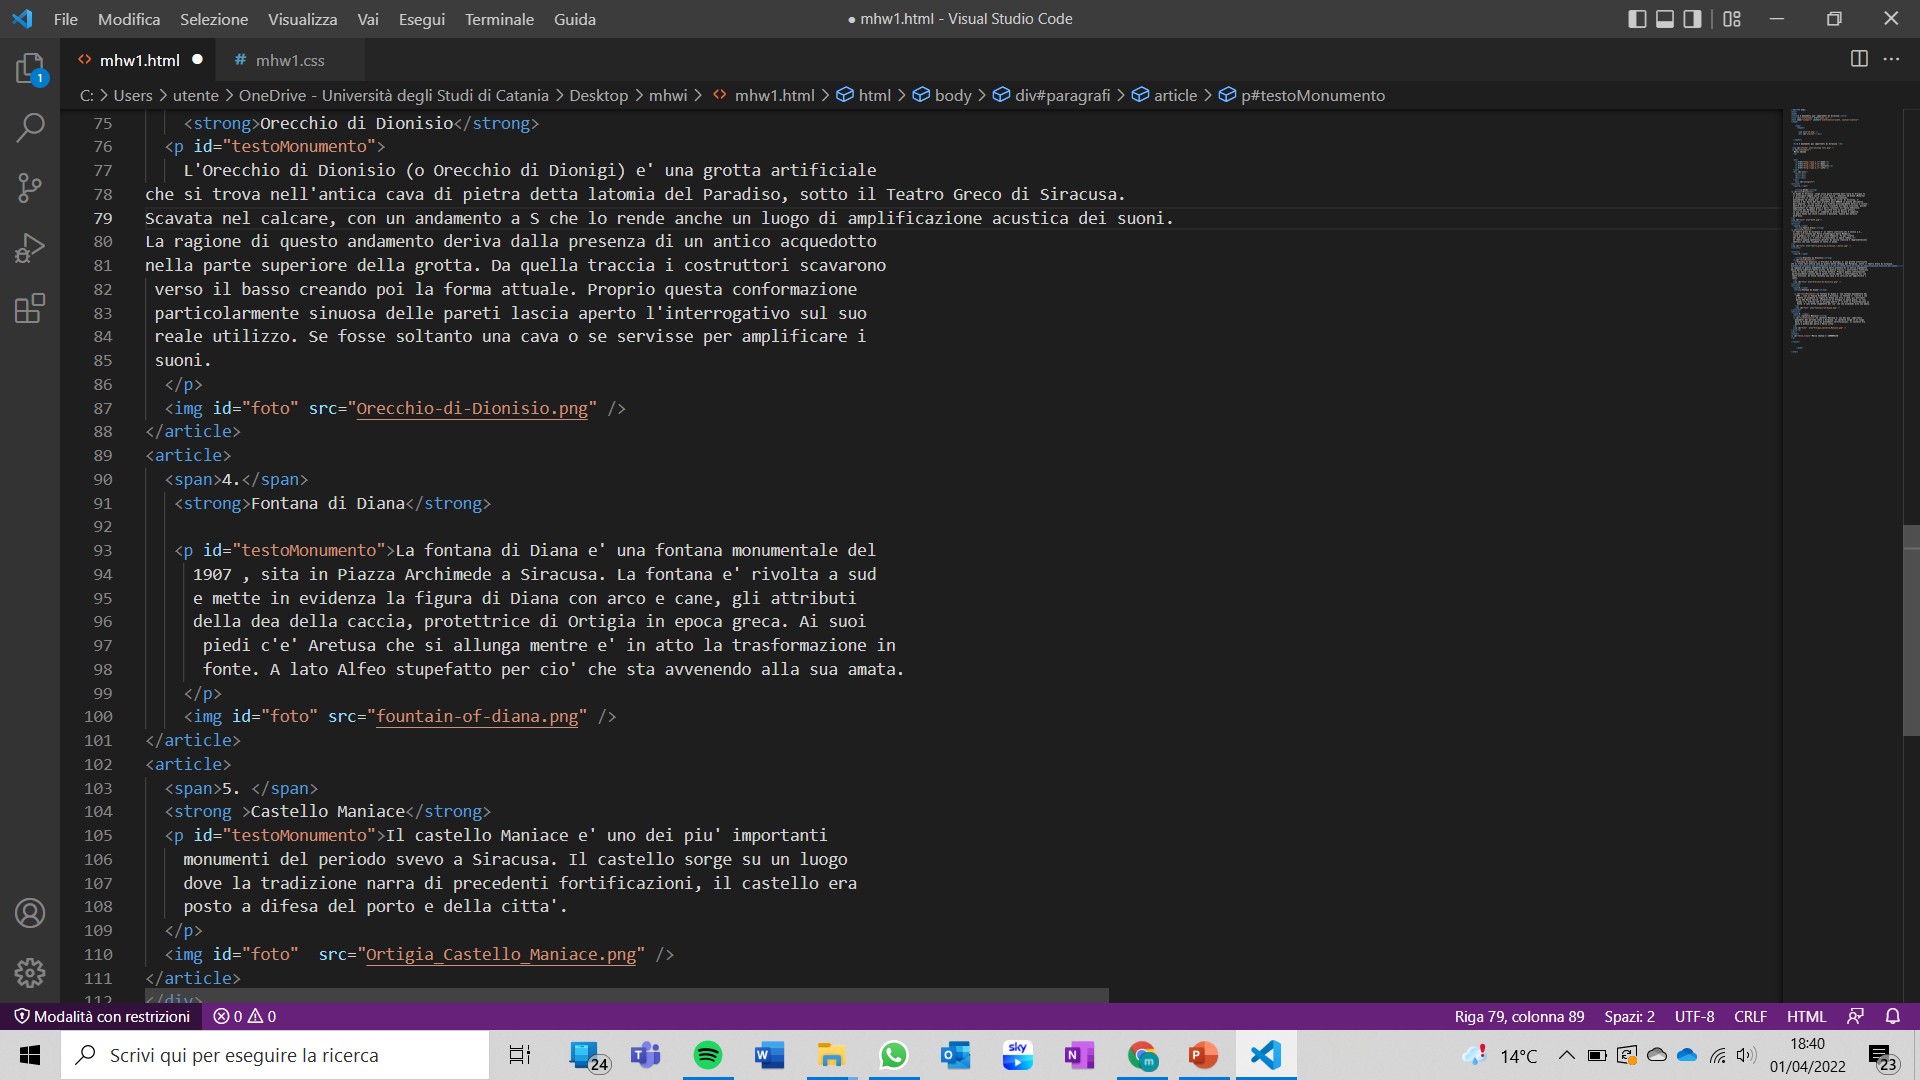 File Modifica Selezione Visualizza Vai Esegui Terminale Guida
● mhw1.html - Visual Studio Code
mhw1.html ●
# mhw1.css
C: > Users > utente > OneDrive - Università degli Studi di Catania > Desktop > mhwi > mhw1.html > html > body > div#paragrafi > article > p#testoMonumento
75 <strong>Orecchio di Dionisio</strong>
76 <p id="testoMonumento">
77 L'Orecchio di Dionisio (o Orecchio di Dionigi) e' una grotta artificiale
78 che si trova nell'antica cava di pietra detta latomia del Paradiso, sotto il Teatro Greco di Siracusa.
79 Scavata nel calcare, con un andamento a S che lo rende anche un luogo di amplificazione acustica dei suoni.
80 La ragione di questo andamento deriva dalla presenza di un antico acquedotto
81 nella parte superiore della grotta. Da quella traccia i costruttori scavarono
82 verso il basso creando poi la forma attuale. Proprio questa conformazione
83 particolarmente sinuosa delle pareti lascia aperto l'interrogativo sul suo
84 reale utilizzo. Se fosse soltanto una cava o se servisse per amplificare i
85 suoni.
86 </p>
87 <img id="foto" src="Orecchio-di-Dionisio.png" />
88 </article>
89 <article>
90 <span>4.</span>
91 <strong>Fontana di Diana</strong>
92
93 <p id="testoMonumento">La fontana di Diana e' una fontana monumentale del
94 1907 , sita in Piazza Archimede a Siracusa. La fontana e' rivolta a sud
95 e mette in evidenza la figura di Diana con arco e cane, gli attributi
96 della dea della caccia, protettrice di Ortigia in epoca greca. Ai suoi
97 piedi c'e' Aretusa che si allunga mentre e' in atto la trasformazione in
98 fonte. A lato Alfeo stupefatto per cio' che sta avvenendo alla sua amata.
99 </p>
100 <img id="foto" src="fountain-of-diana.png" />
101 </article>
102 <article>
103 <span>5. </span>
104 <strong >Castello Maniace</strong>
105 <p id="testoMonumento">Il castello Maniace e' uno dei piu' importanti
106 monumenti del periodo svevo a Siracusa. Il castello sorge su un luogo
107 dove la tradizione narra di precedenti fortificazioni, il castello era
108 posto a difesa del porto e della citta'.
109 </p>
110 <img id="foto"  src="Ortigia_Castello_Maniace.png" />
111 </article>
112 </div>
Modalità con restrizioni 0 0
Riga 79, colonna 89 Spazi: 2 UTF-8 CRLF HTML
Scrivi qui per eseguire la ricerca
24
sky
14°C
18:40
01/04/2022
23